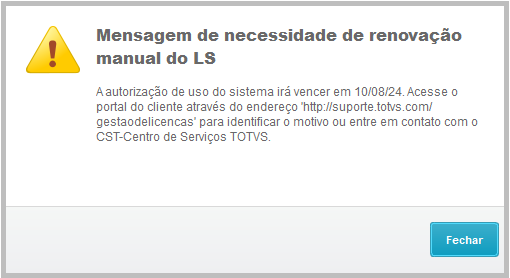 Mensagem de necessidade de renovação
manual do LS
A autorização de uso do sistema irá vencer em 10/08/24. Acesse o
portal do cliente através do endereço 'http://suporte.totvs.com/
gestaodelicencas' para identificar o motivo ou entre em contato com o
CST-Centro de Serviços TOTVS.
Fechar